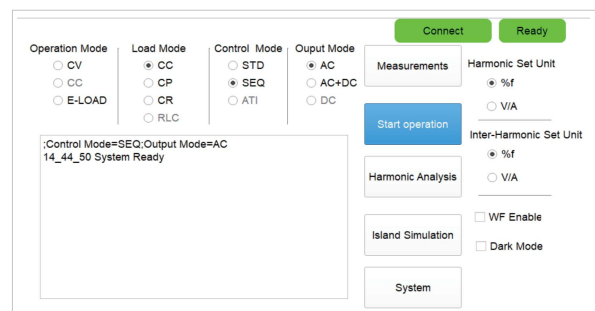 Connect
Ready
Operation Mode
CV
CC
E-LOAD
Load Mode
CC
CP
CR
RLC
Control Mode
STD
SEQ
ATI
Ouput Mode
AC
AC+DC
DC
;Control Mode=SEQ;Output Mode=AC
14_44_50 System Ready
Measurements
Start operation
Harmonic Analysis
Island Simulation
System
Harmonic Set Unit
%f
V/A
Inter-Harmonic Set Unit
%f
V/A
WF Enable
Dark Mode